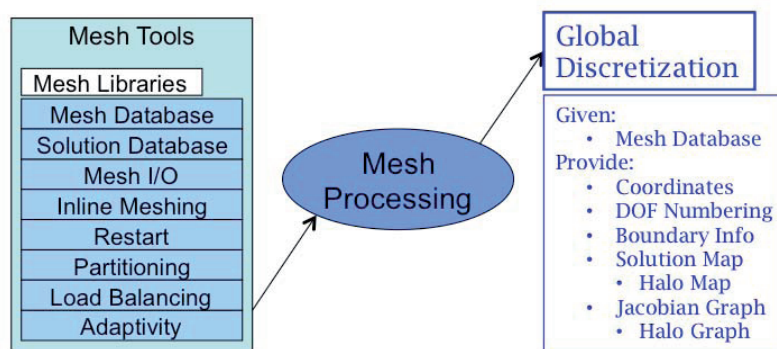 Mesh Tools
Mesh Libraries
Mesh Database
Solution Database
Mesh I/O
Inline Meshing
Restart
Partitioning
Load Balancing
Adaptivity
Mesh
Processing
Global
Discretization
Given:
• Mesh Database
Provide:
• Coordinates
• DOF Numbering
• Boundary Info
• Solution Map
• Halo Map
• Jacobian Graph
• Halo Graph